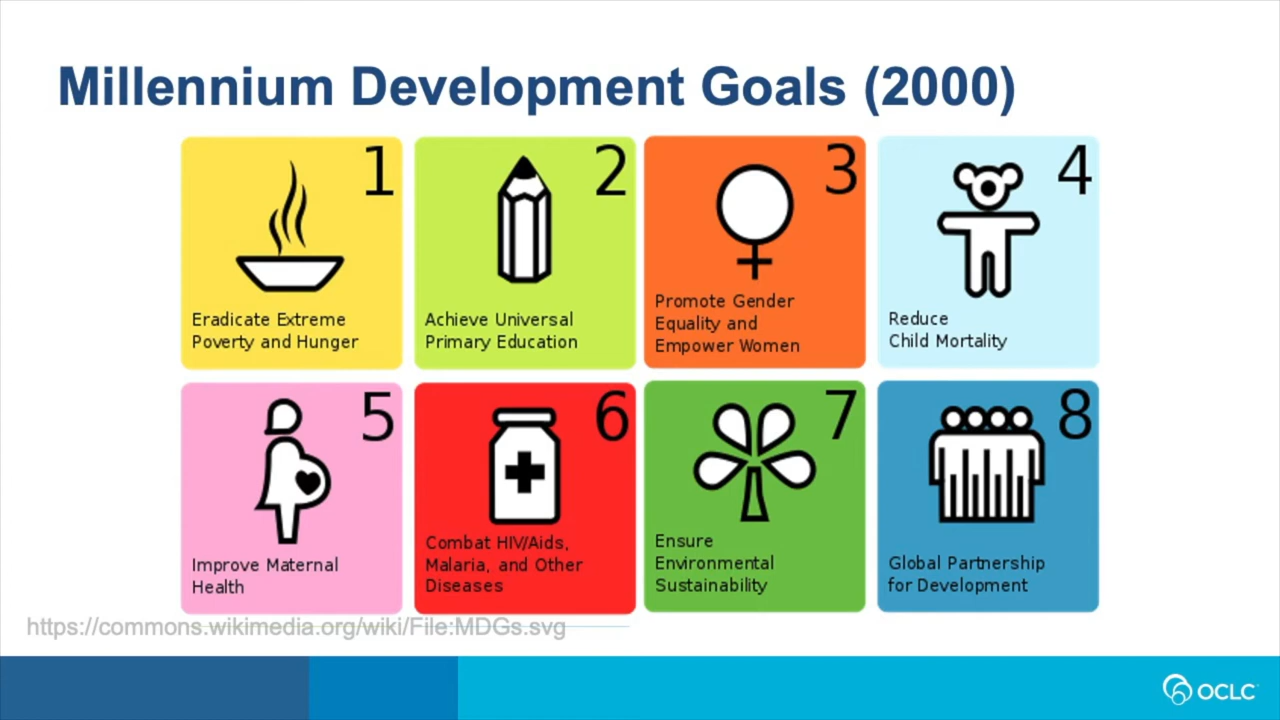 Millennium Development Goals (2000)
1
Eradicate Extreme
Poverty and Hunger
2
Achieve Universal
Primary Education
3
Promote Gender
Equality and
Empower Women
4
Reduce
Child Mortality
5
Improve Maternal
Health
6
Combat HIV/Aids,
Malaria, and Other
Diseases
7
Ensure
Environmental
Sustainability
8
Global Partnership
for Development
https://commons.wikimedia.org/wiki/File:MDGs.svg
OCLC